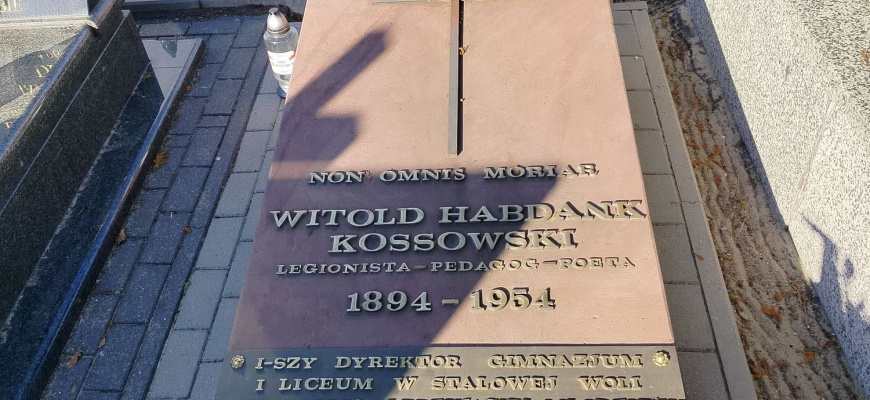 NON OMNIS MORIAR
WITOLD HABDANK
KOSSOWSKI
LEGIONISTA-PEDAGOG-POETA
1894-1954
I-SZY DYREKTOR GIMNAZJUM
I LICEUM W STALOWEJ WOLI